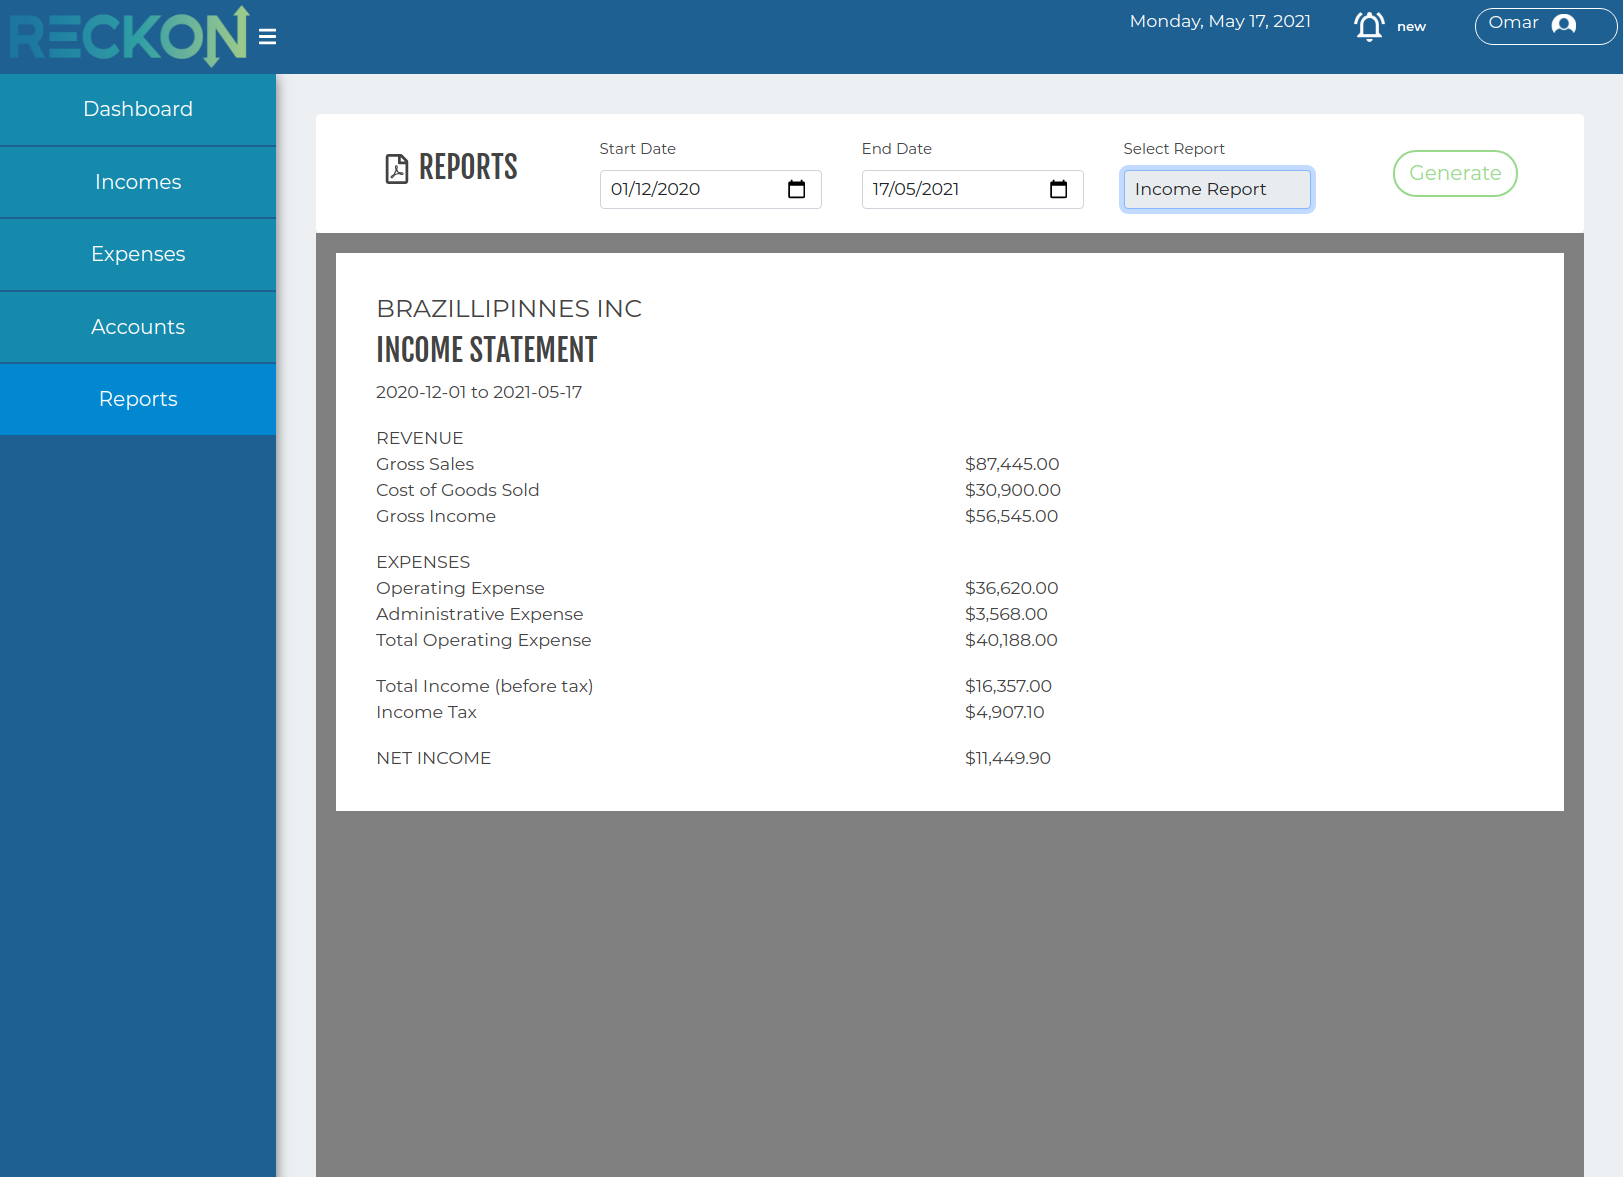 RECKON
Monday, May 17, 2021
new
Omar
Dashboard
Incomes
Expenses
Accounts
Reports
REPORTS
Start Date
01/12/2020
End Date
17/05/2021
Select Report
Income Report
Generate
BRAZILLIPINNES INC
INCOME STATEMENT
2020-12-01 to 2021-05-17
REVENUE
Gross Sales $87,445.00
Cost of Goods Sold $30,900.00
Gross Income $56,545.00
EXPENSES
Operating Expense $36,620.00
Administrative Expense $3,568.00
Total Operating Expense $40,188.00
Total Income (before tax) $16,357.00
Income Tax $4,907.10
NET INCOME $11,449.90